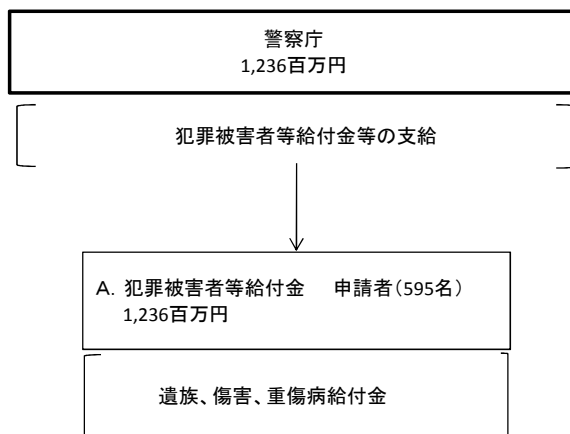 警察庁
1,236百万円
犯罪被害者等給付金等の支給
A. 犯罪被害者等給付金　申請者(595名)
1,236百万円
遺族、傷害、重傷病給付金